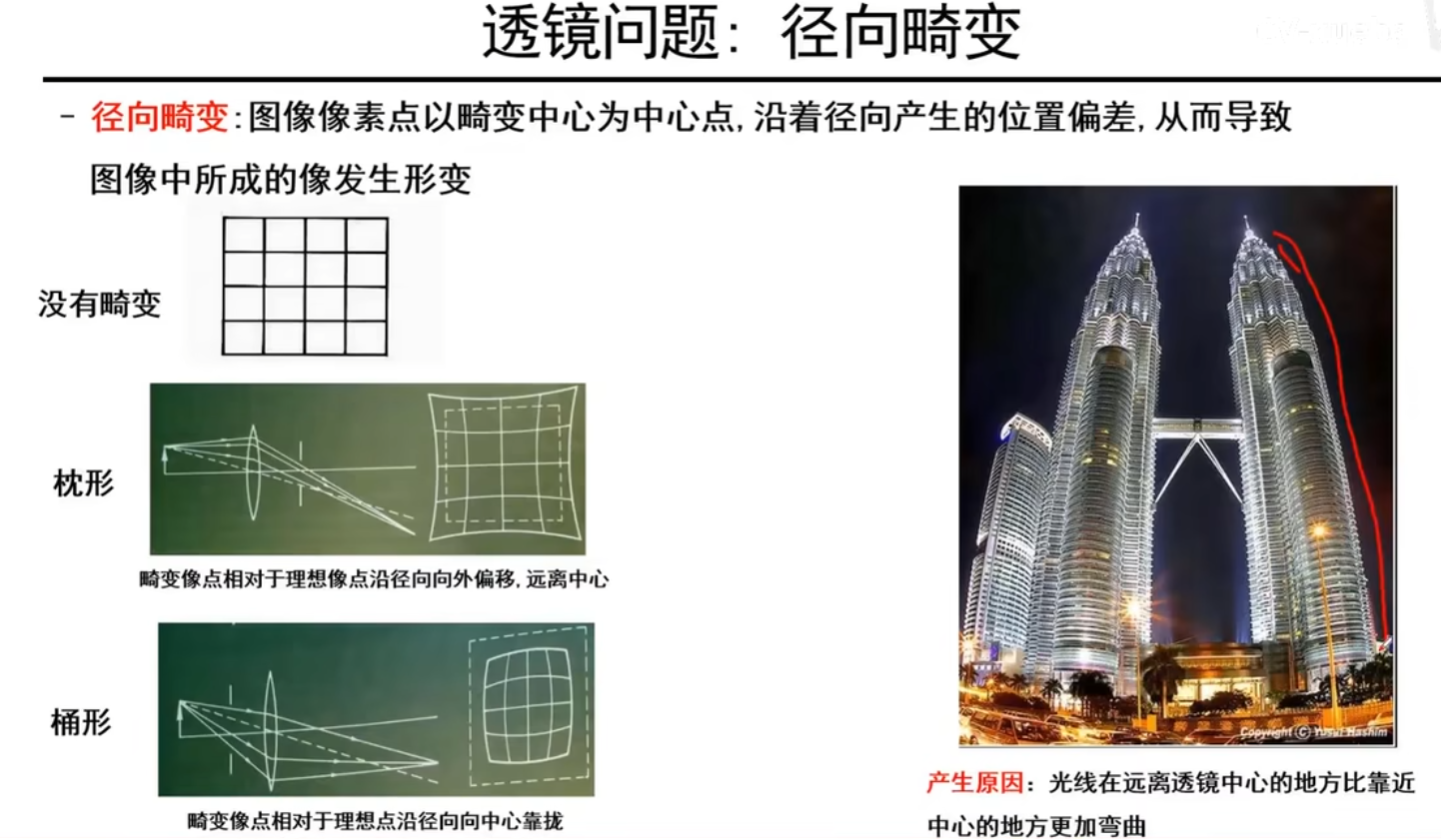 透镜问题：径向畸变
- 径向畸变:图像像素点以畸变中心为中心点,沿着径向产生的位置偏差,从而导致
图像中所成的像发生形变
没有畸变
枕形
畸变像点相对于理想像点沿径向向外偏移,远离中心
桶形
畸变像点相对于理想点沿径向向中心靠拢
Copyright (C) Yusuf Hashim
产生原因：光线在远离透镜中心的地方比靠近
中心的地方更加弯曲